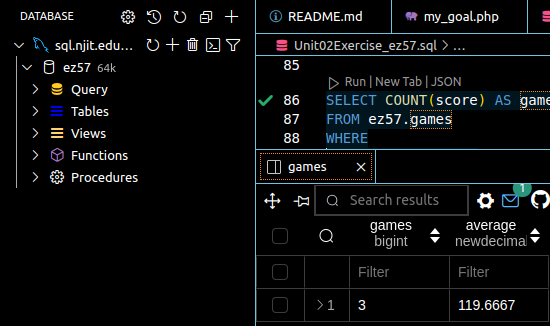 DATABASE
sql.njit.edu...
ez57 64k
Query
Tables
Views
Functions
Procedures
README.md
my_goal.php
Unit02Exercise_ez57.sql > ...
85
Run | New Tab | JSON
86 SELECT COUNT(score) AS game
87 FROM ez57.games
88 WHERE
games
1
Search results
games average
bigint newdecimal
Filter Filter
1 3 119.6667